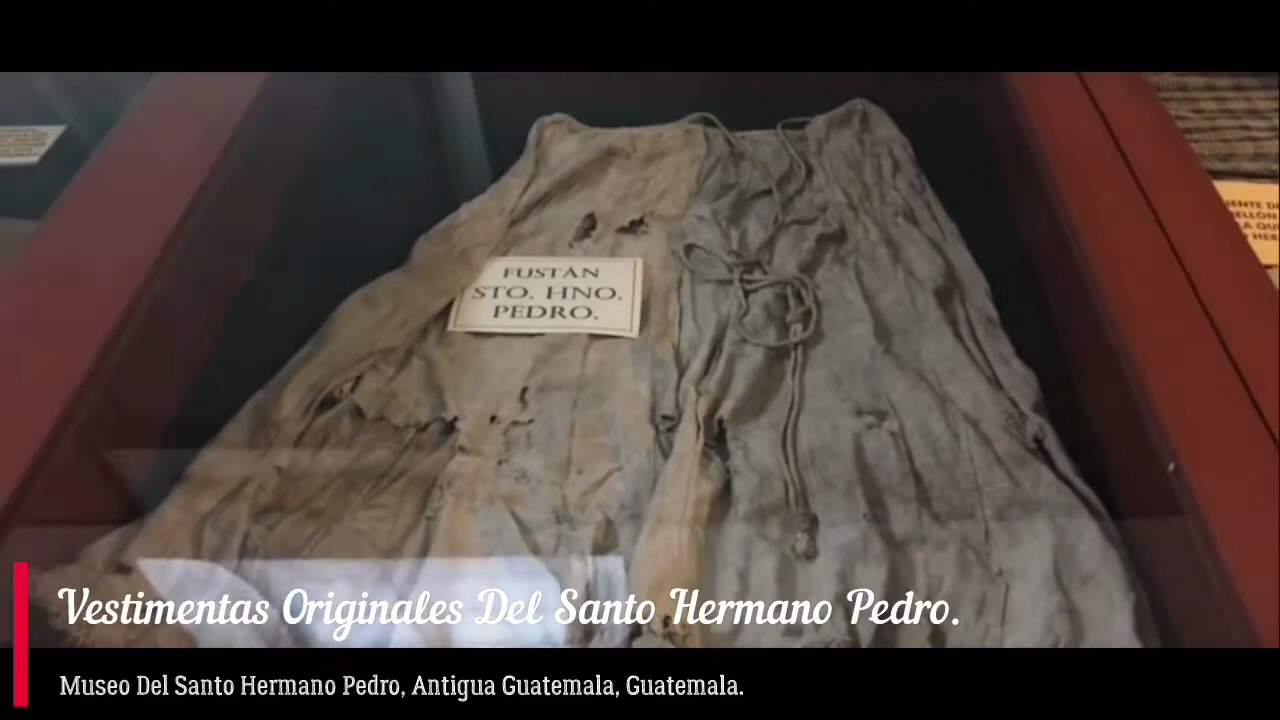 FUSTAN
STO. HNO.
PEDRO.
Vestimentas Originales Del Santo Hermano Pedro.
Museo Del Santo Hermano Pedro, Antigua Guatemala, Guatemala.